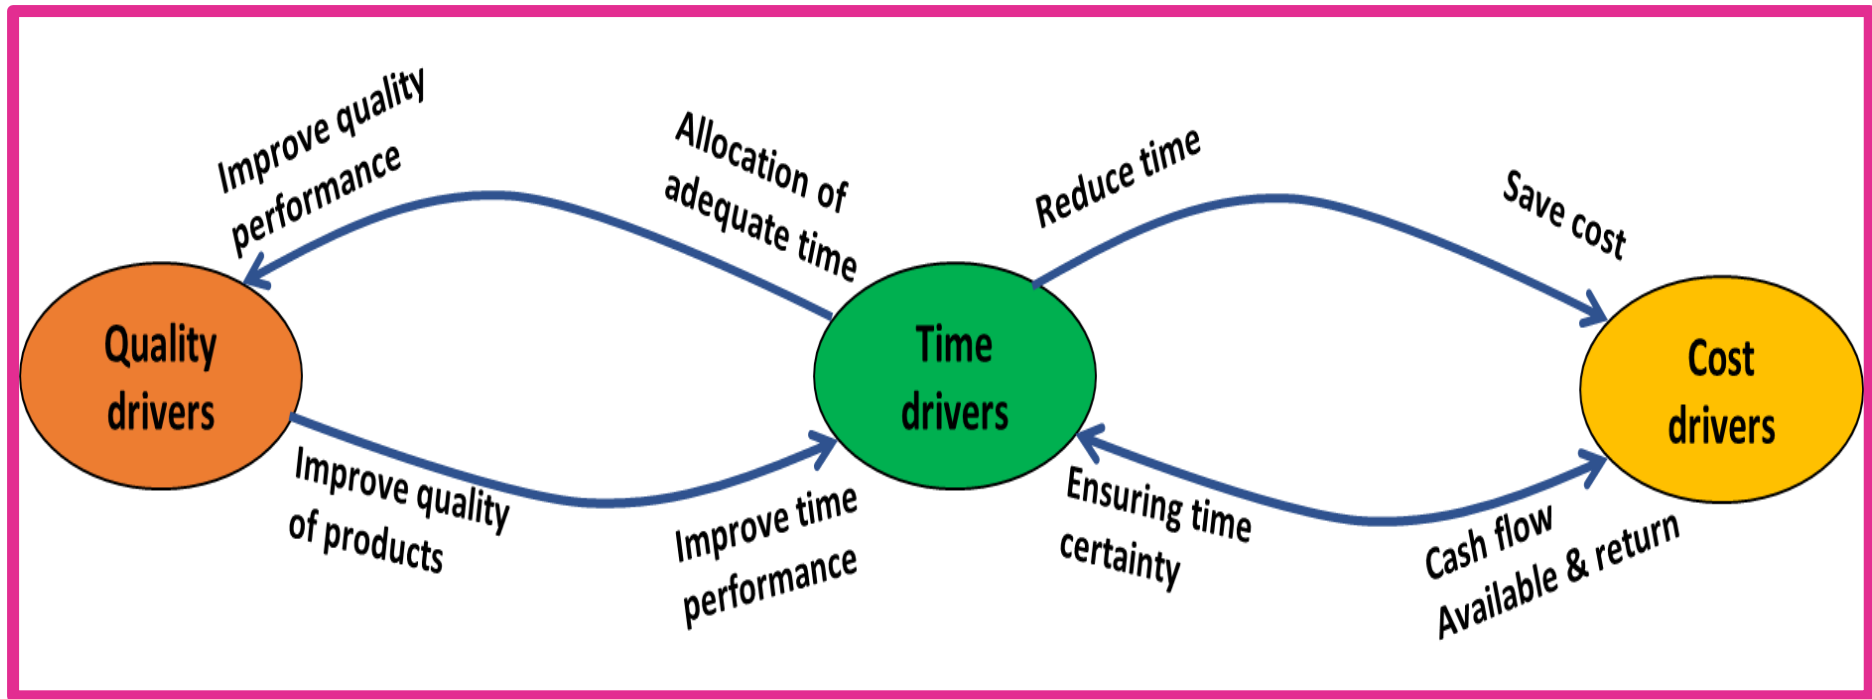 Improve quality
performance
Allocation of
adequate time
Reduce time
Save cost
Quality
drivers
Time
drivers
Cost
drivers
Improve quality
of products
Improve time
performance
Ensuring time
certainty
Cash flow
Available & return